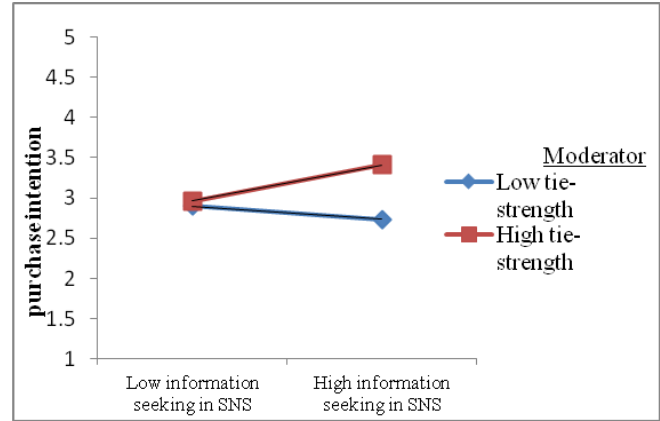 5
4.5
4
3.5
3
2.5
2
1.5
1
purchase intention
Low information
seeking in SNS
High information
seeking in SNS
Moderator
Low tie-
strength
High tie-
strength